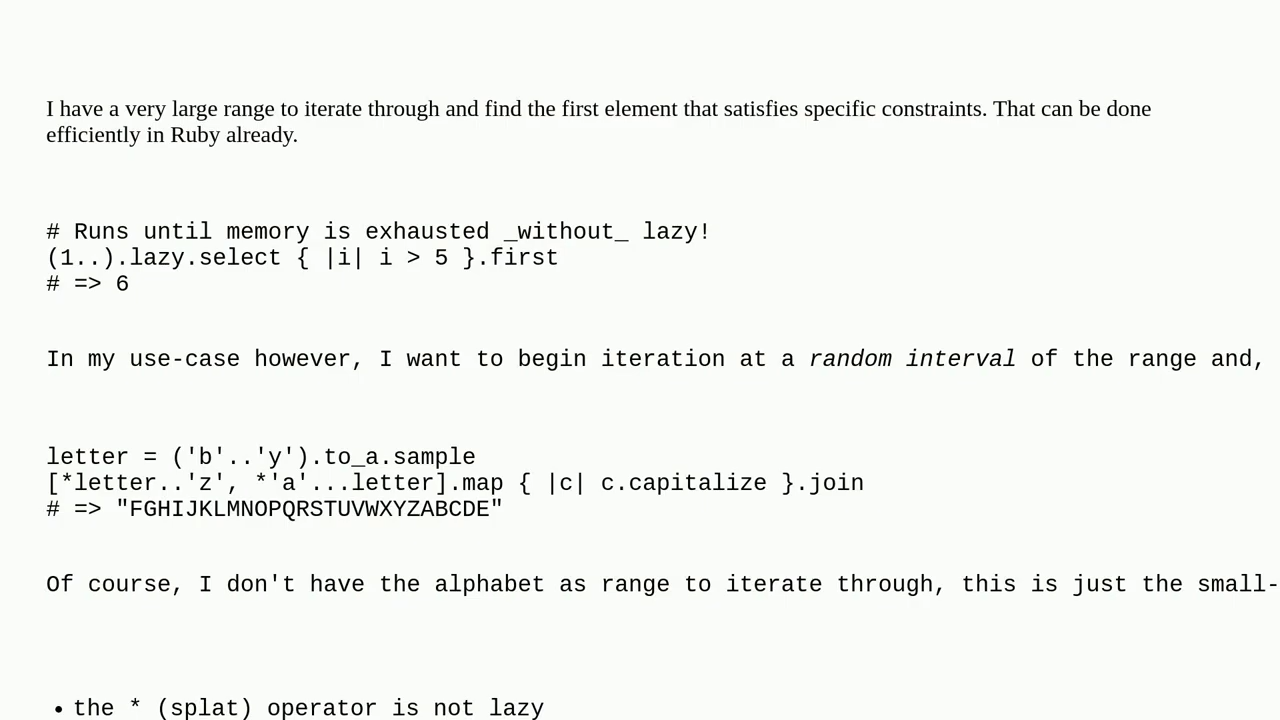 I have a very large range to iterate through and find the first element that satisfies specific constraints. That can be done
efficiently in Ruby already.
# Runs until memory is exhausted _without_ lazy!
(1..).lazy.select { |i| i > 5 }.first
# => 6
In my use-case however, I want to begin iteration at a random interval of the range and,
letter = ('b'..'y').to_a.sample
[*letter..'z', *'a'...letter].map { |c| c.capitalize }.join
# => "FGHIJKLMNOPQRSTUVWXYZABCDE"
Of course, I don't have the alphabet as range to iterate through, this is just the small-
• the * (splat) operator is not lazy